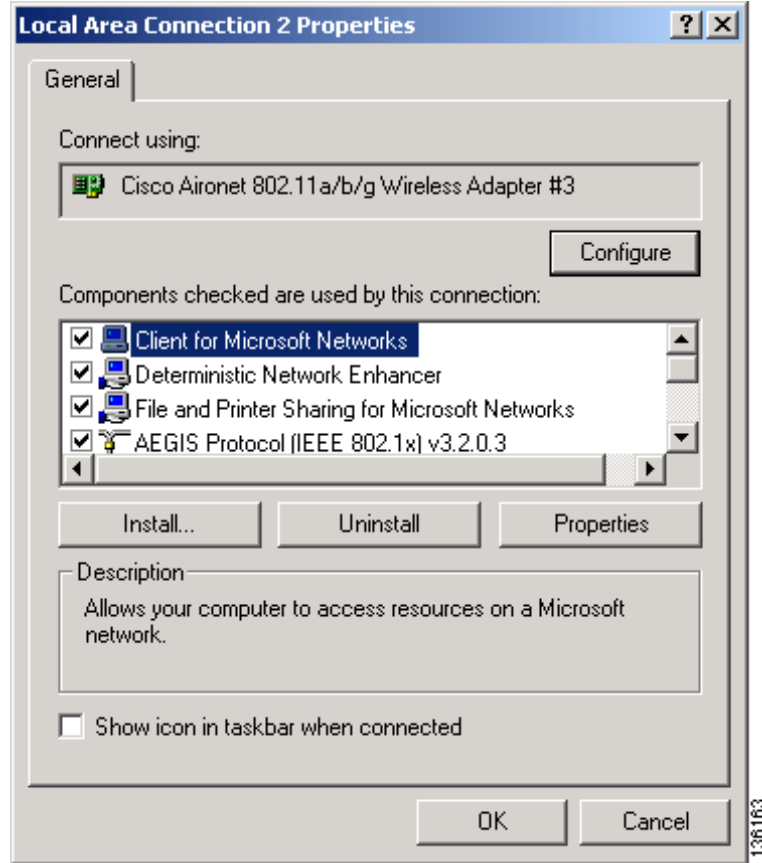 Local Area Connection 2 Properties
?
General
Connect using:
Cisco Aironet 802.11a/b/g Wireless Adapter #3
Configure
Components checked are used by this connection:
Client for Microsoft Networks
Deterministic Network Enhancer
File and Printer Sharing for Microsoft Networks
AEGIS Protocol (IEEE 802.1x) v3.2.0.3
Install...
Uninstall
Properties
Description
Allows your computer to access resources on a Microsoft
network.
Show icon in taskbar when connected
OK
Cancel
136163